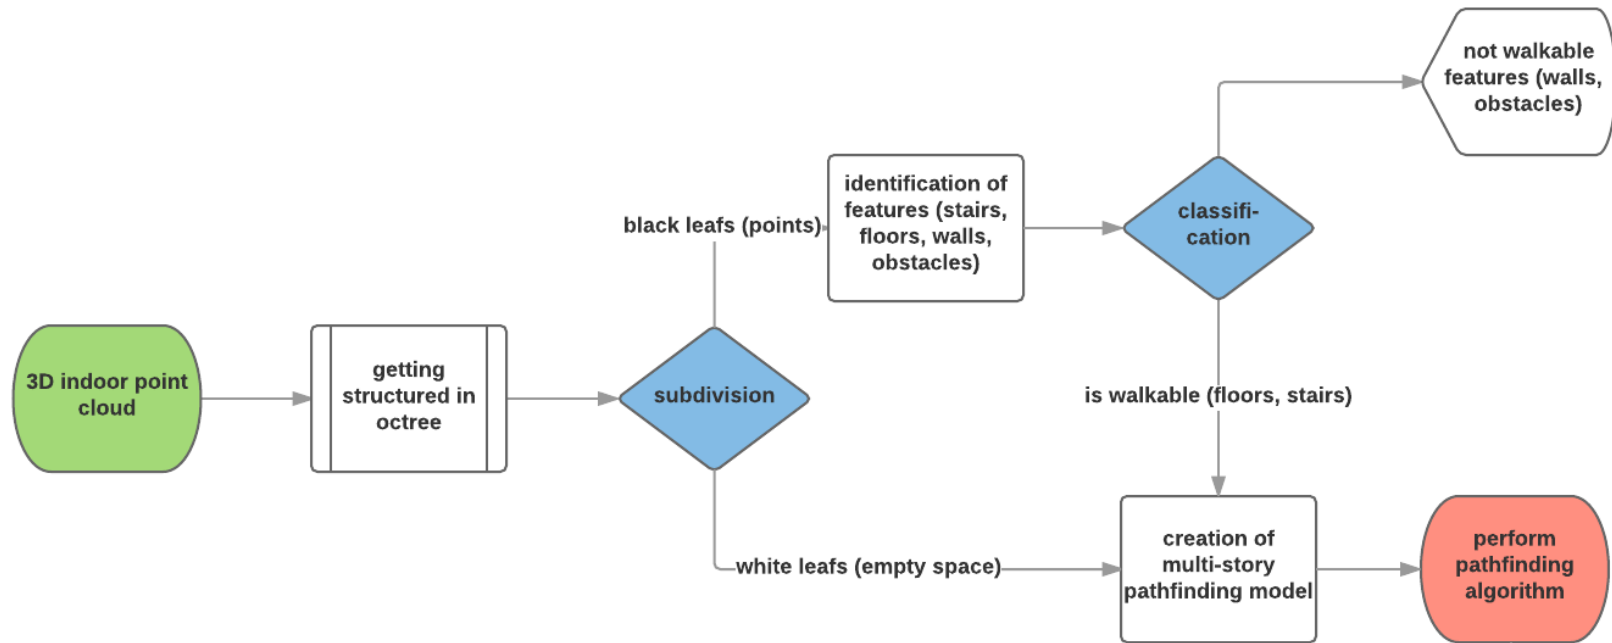 3D indoor point
cloud
getting
structured in
octree
subdivision
black leafs (points)
identification of
features (stairs,
floors, walls,
obstacles)
classifi-
cation
not walkable
features (walls,
obstacles)
is walkable (floors, stairs)
white leafs (empty space)
creation of
multi-story
pathfinding model
perform
pathfinding
algorithm